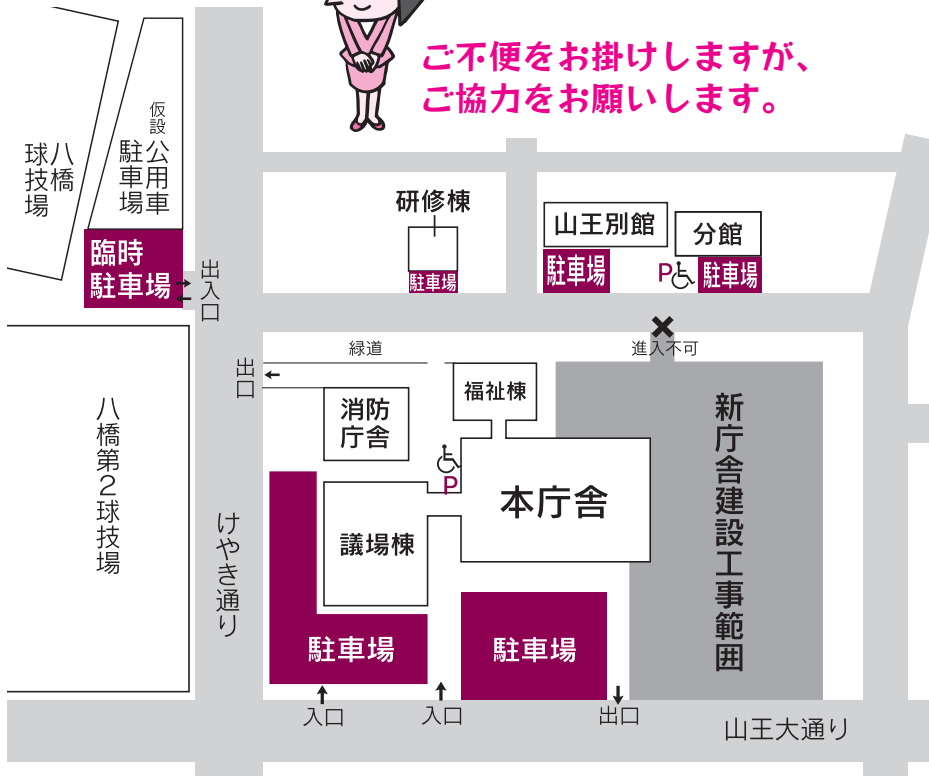 ご不便をお掛けしますが、
ご協力をお願いします。
八橋
球技場
仮設
公用車
駐車場
臨時
駐車場
出入口
研修棟
駐車場
山王別館
駐車場
分館
P
駐車場
進入不可
緑道
出口
消防
庁舎
福祉棟
P
本庁舎
議場棟
新庁舎建設工事範囲
八橋第2球技場
けやき通り
駐車場
駐車場
入口
入口
出口
山王大通り